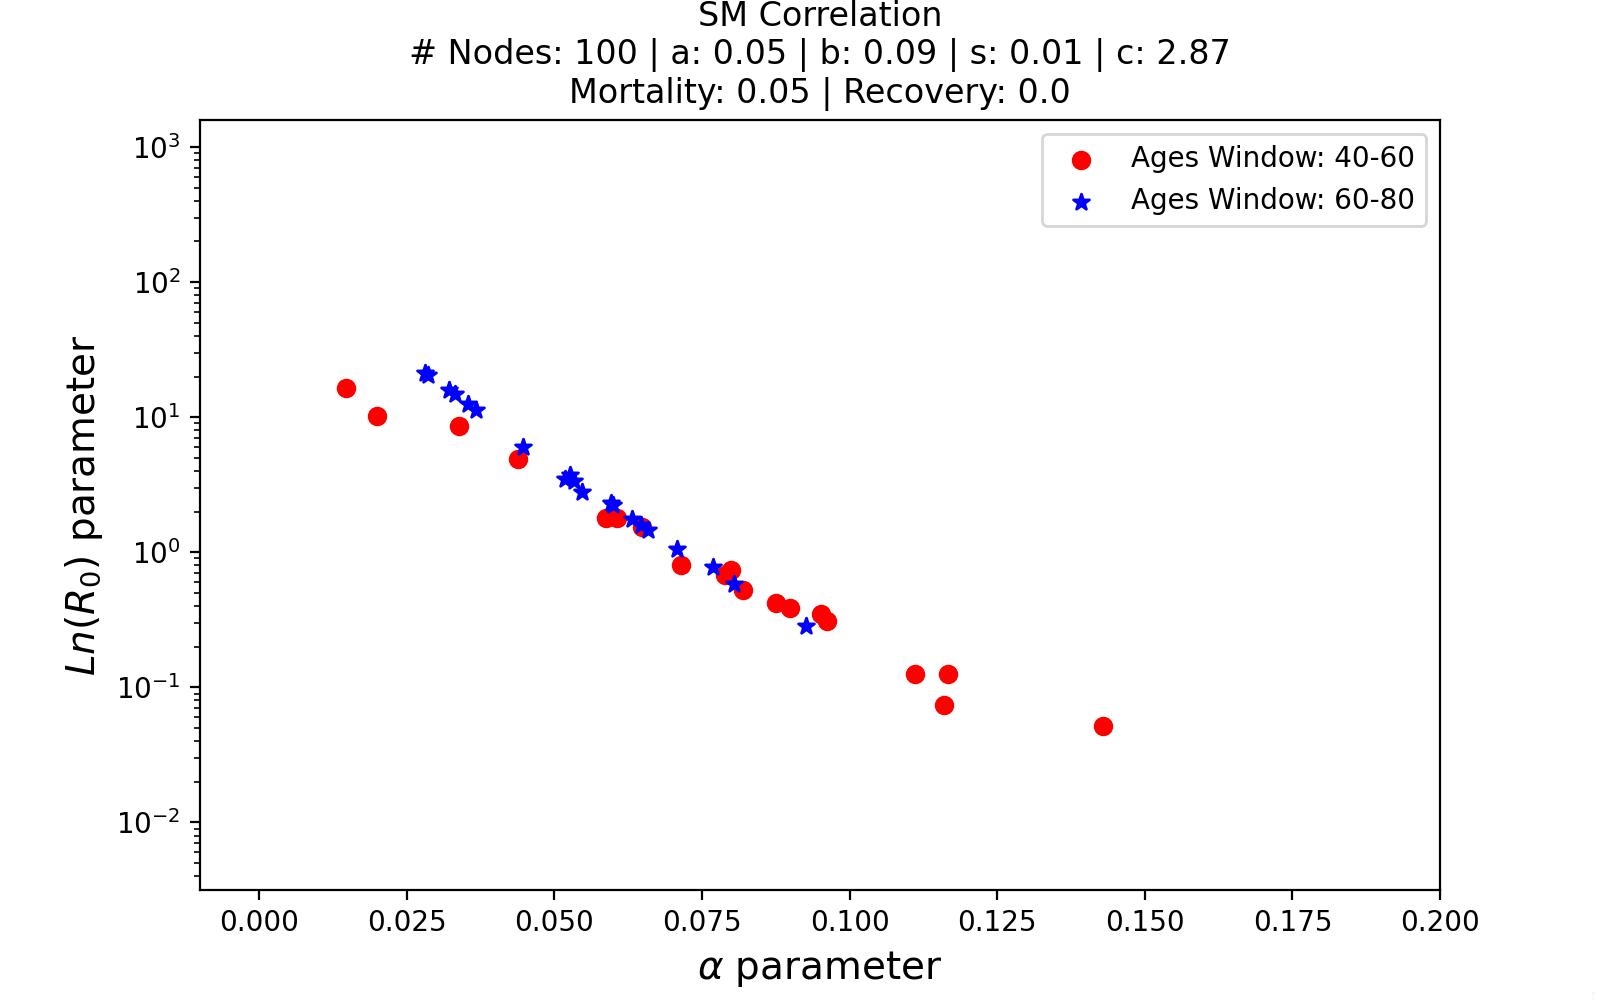 SM Correlation
# Nodes: 100 | a: 0.05 | b: 0.09 | s: 0.01 | c: 2.87
Mortality: 0.05 | Recovery: 0.0
Ages Window: 40-60
Ages Window: 60-80
10³
10²
10¹
10⁰
10⁻¹
10⁻²
Ln(R₀) parameter
0.000 0.025 0.050 0.075 0.100 0.125 0.150 0.175 0.200
α parameter